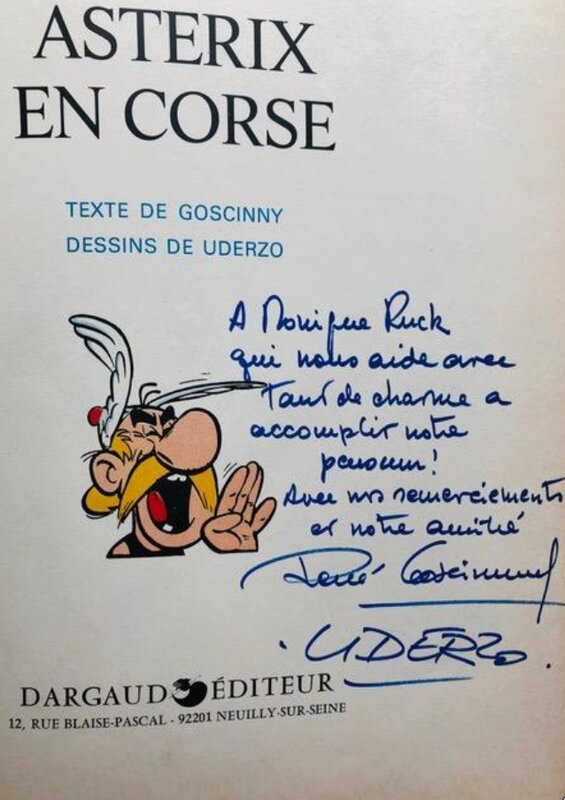 ASTERIX
EN CORSE
TEXTE DE GOSCINNY
DESSINS DE UDERZO
A Monique Ruck
qui nous aide avec
tant de charme a
accomplir notre
pensum!
Avec nos remerciements
et notre amitié
René Goscinny
UDERZO.
DARGAUD ÉDITEUR
12, RUE BLAISE-PASCAL - 92201 NEUILLY-SUR-SEINE